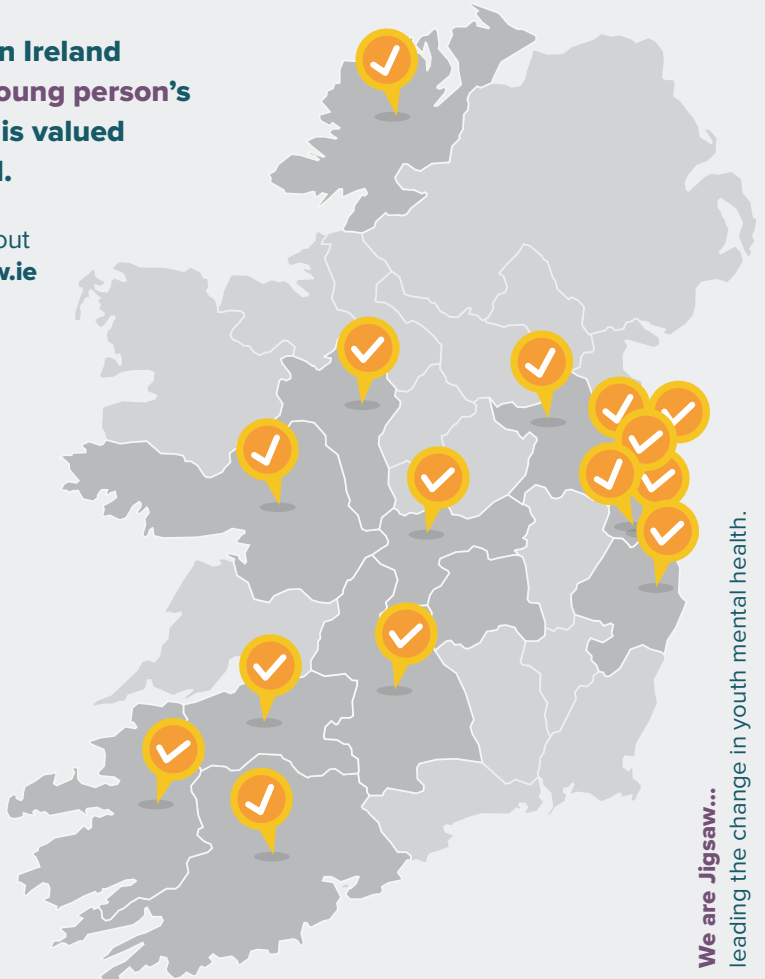 n Ireland
oung person's
is valued
.
out
w.ie
We are Jigsaw...
leading the change in youth mental health.